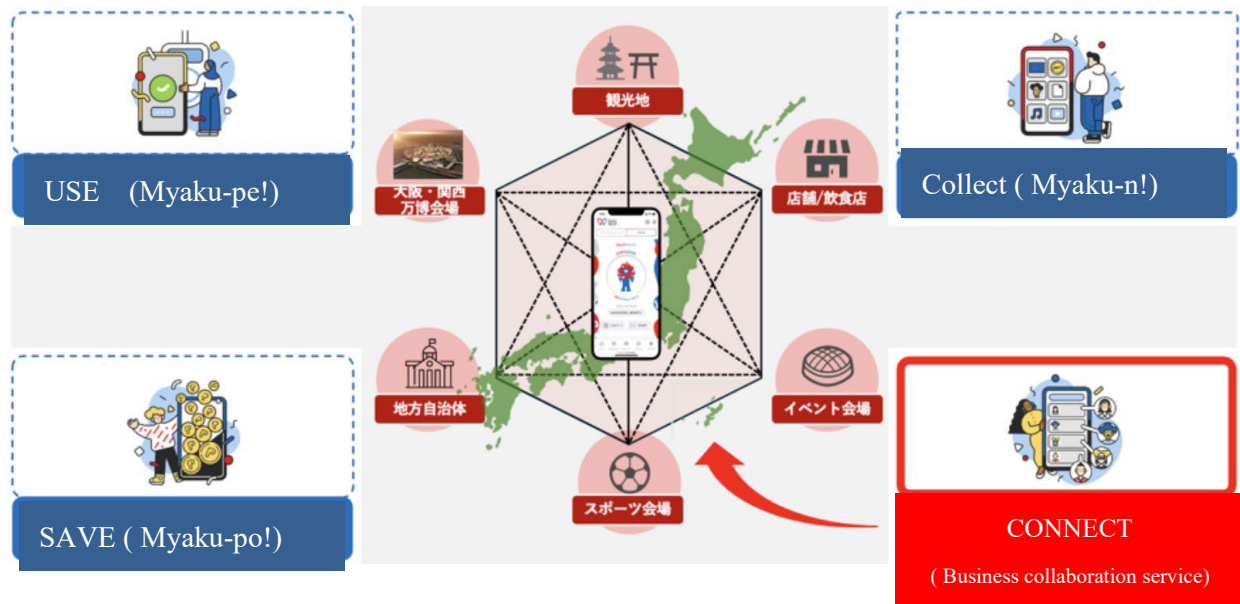 USE (Myaku-pe!)
観光地
Collect ( Myaku-n!)
大阪・関西
万博会場
店舗/飲食店
地方自治体
イベント会場
スポーツ会場
SAVE ( Myaku-po!)
CONNECT
( Business collaboration service)